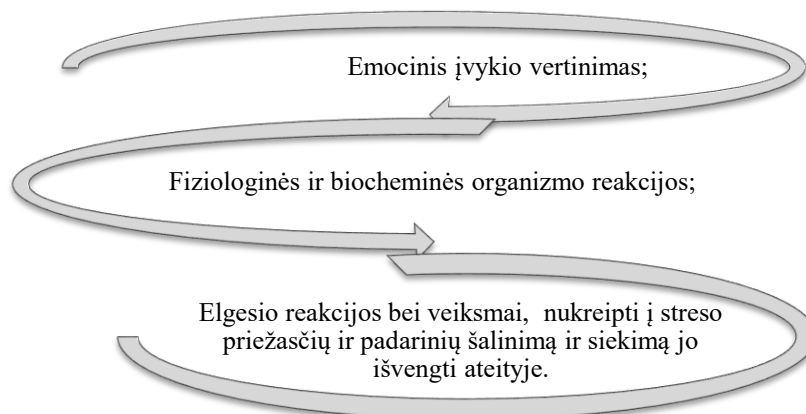 Emocinis įvykio vertinimas;
Fiziologinės ir biocheminės organizmo reakcijos;
Elgesio reakcijos bei veiksmai, nukreipti į streso
priežasčių ir padarinių šalinimą ir siekimą jo
išvengti ateityje.